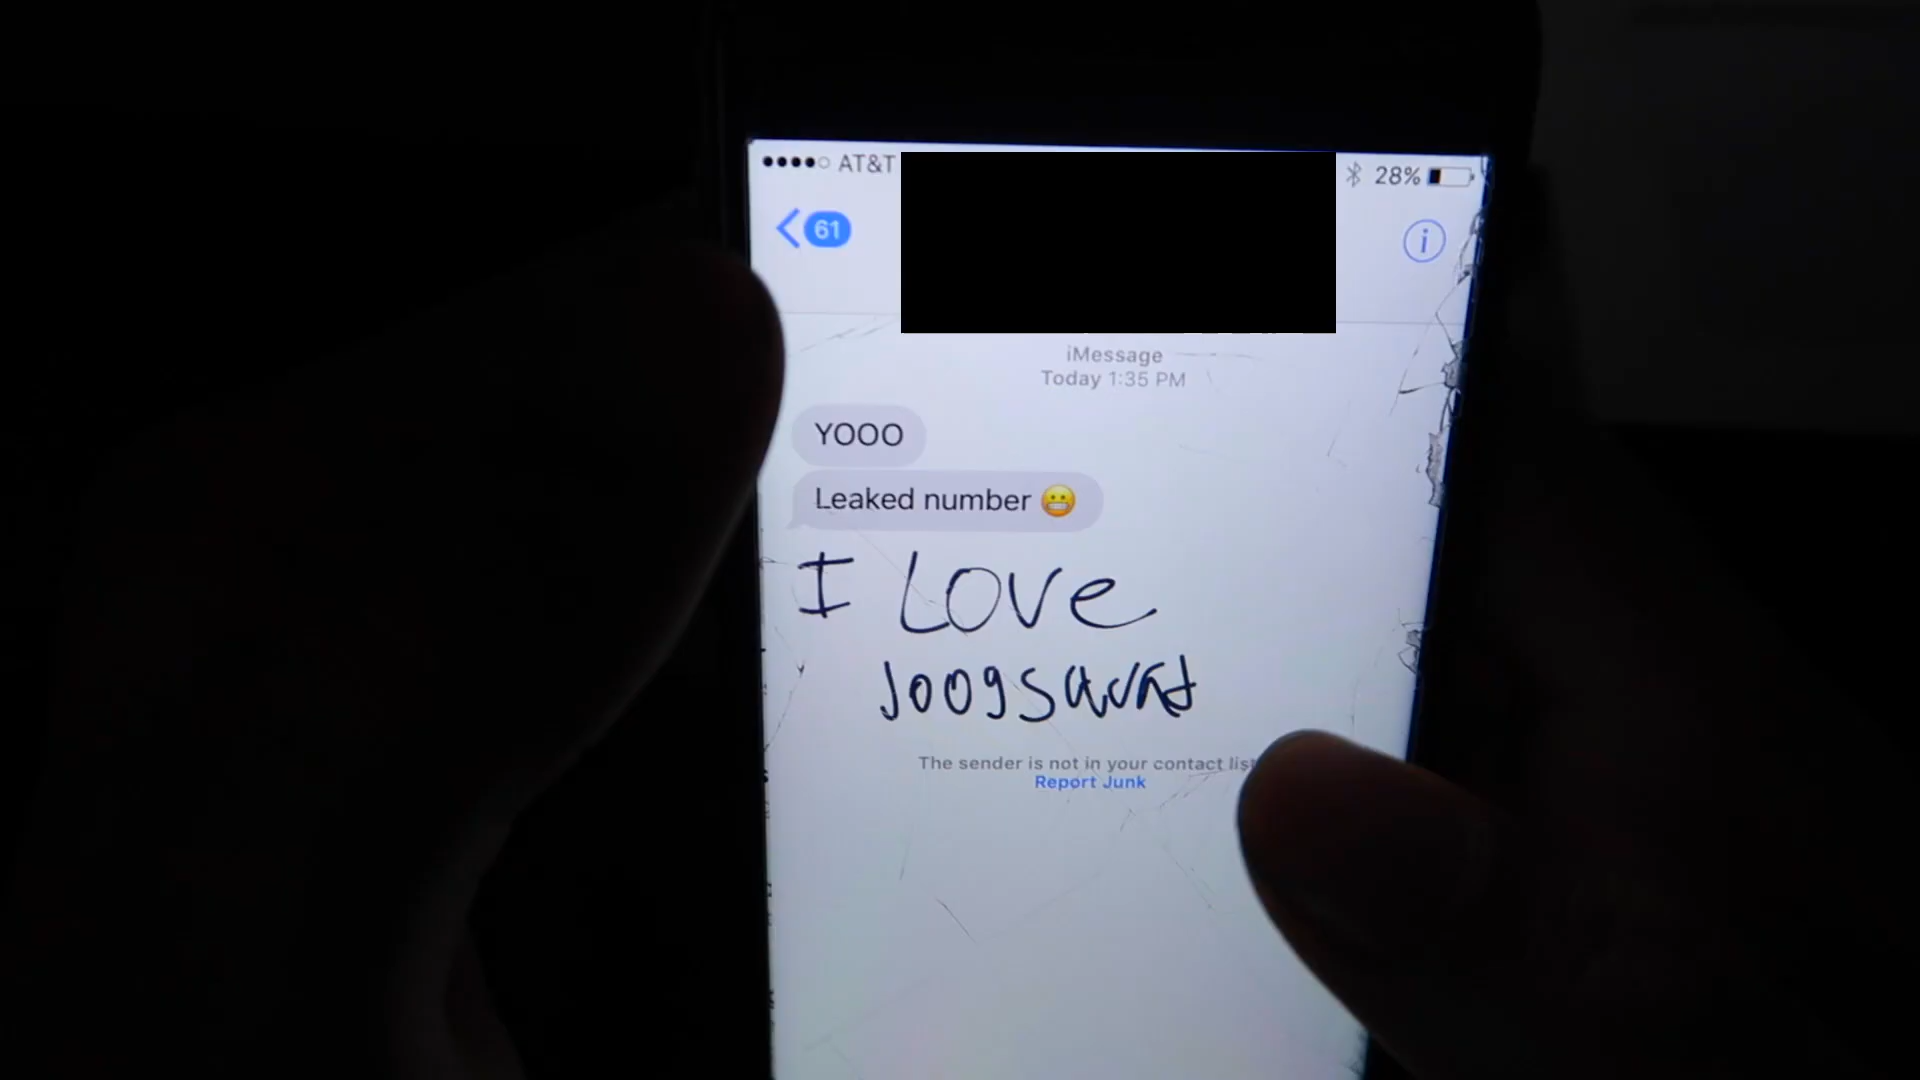 AT&T 28%
61
iMessage
Today 1:35 PM
YOOO
Leaked number 😬
I Love
The sender is not in your contact list
Report Junk